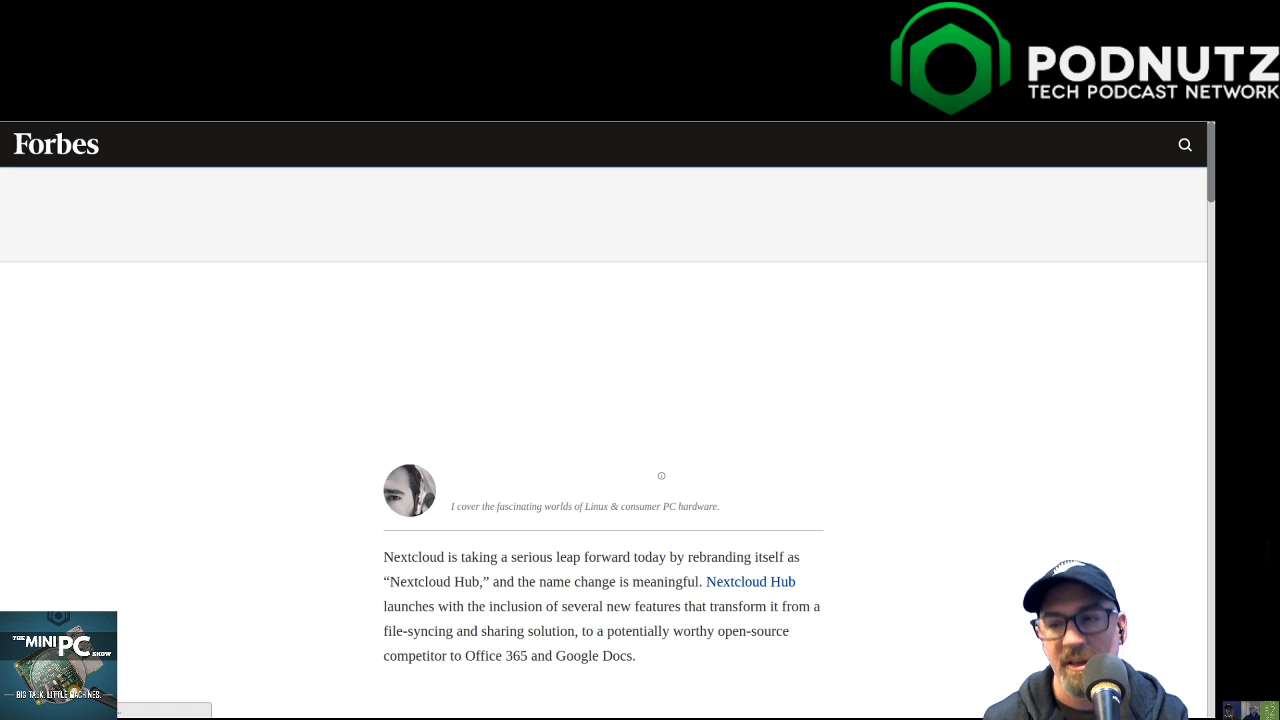 PODNUTZ
TECH PODCAST NETWORK
Forbes
I cover the fascinating worlds of Linux & consumer PC hardware.
Nextcloud is taking a serious leap forward today by rebranding itself as
“Nextcloud Hub,” and the name change is meaningful. Nextcloud Hub
launches with the inclusion of several new features that transform it from a
file-syncing and sharing solution, to a potentially worthy open-source
competitor to Office 365 and Google Docs.
THE MINI PC SHOW
BIG TALK. LITTLE MACHINES.